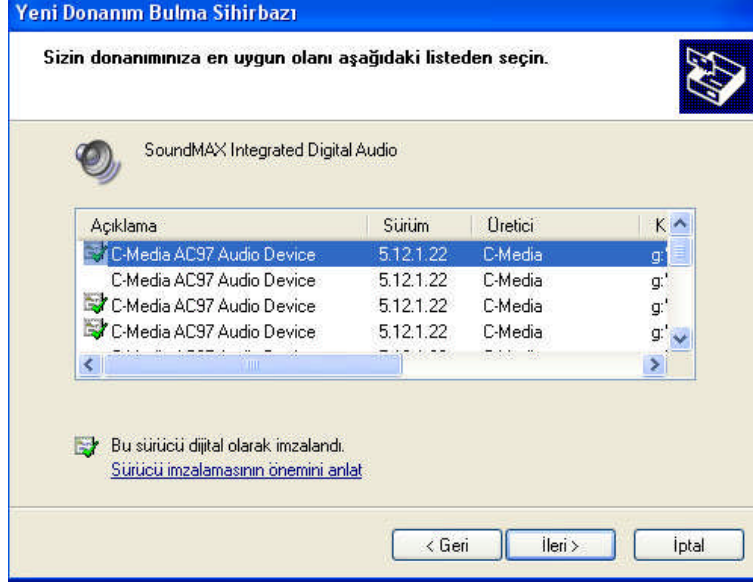 Yeni Donanım Bulma Sihirbazı
Sizin donanımınıza en uygun olanı aşağıdaki listeden seçin.
SoundMAX Integrated Digital Audio
Açıklama Sürüm Üretici K
C-Media AC97 Audio Device 5.12.1.22 C-Media g:'
C-Media AC97 Audio Device 5.12.1.22 C-Media g:'
C-Media AC97 Audio Device 5.12.1.22 C-Media g:'
C-Media AC97 Audio Device 5.12.1.22 C-Media g:'
Bu sürücü dijital olarak imzalandı.
Sürücü imzalamasının önemini anlat
< Geri İleri > İptal